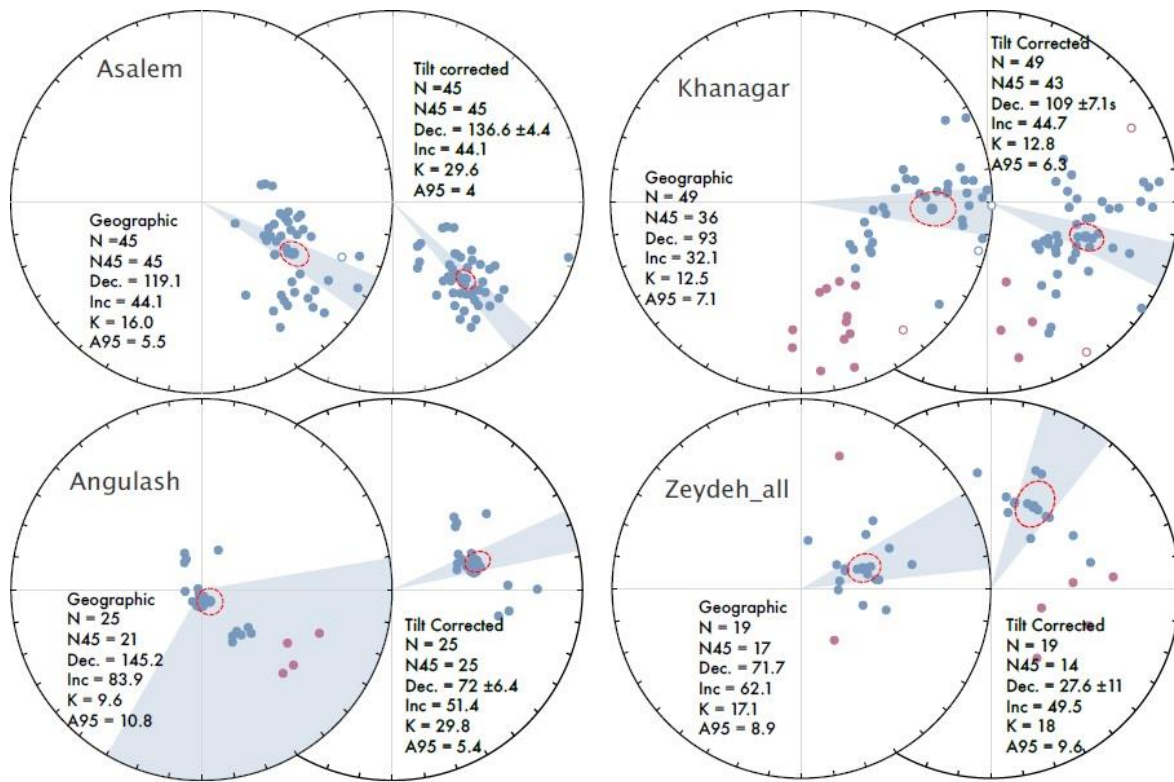 Asalem
Geographic
N =45
N45 = 45
Dec. = 119.1
Inc = 44.1
K = 16.0
A95 = 5.5
Tilt corrected
N =45
N45 = 45
Dec. = 136.6 ±4.4
Inc = 44.1
K = 29.6
A95 = 4
Khanagar
Geographic
N = 49
N45 = 36
Dec. = 93
Inc = 32.1
K = 12.5
A95 = 7.1
Tilt Corrected
N = 49
N45 = 43
Dec. = 109 ±7.1s
Inc = 44.7
K = 12.8
A95 = 6.3
Angulash
Geographic
N = 25
N45 = 21
Dec. = 145.2
Inc = 83.9
K = 9.6
A95 = 10.8
Tilt Corrected
N = 25
N45 = 25
Dec. = 72 ±6.4
Inc = 51.4
K = 29.8
A95 = 5.4
Zeydeh_all
Geographic
N = 19
N45 = 17
Dec. = 71.7
Inc = 62.1
K = 17.1
A95 = 8.9
Tilt Corrected
N = 19
N45 = 14
Dec. = 27.6 ±11
Inc = 49.5
K = 18
A95 = 9.6